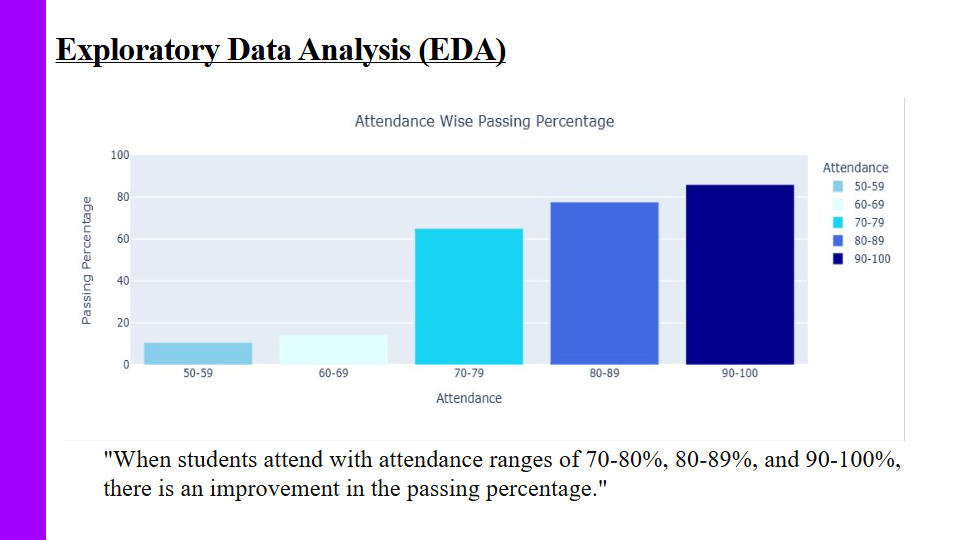 Exploratory Data Analysis (EDA)
Attendance Wise Passing Percentage
100
80
60
40
20
0
Passing Percentage
50-59
60-69
70-79
80-89
90-100
Attendance
Attendance
50-59
60-69
70-79
80-89
90-100
"When students attend with attendance ranges of 70-80%, 80-89%, and 90-100%,
there is an improvement in the passing percentage."